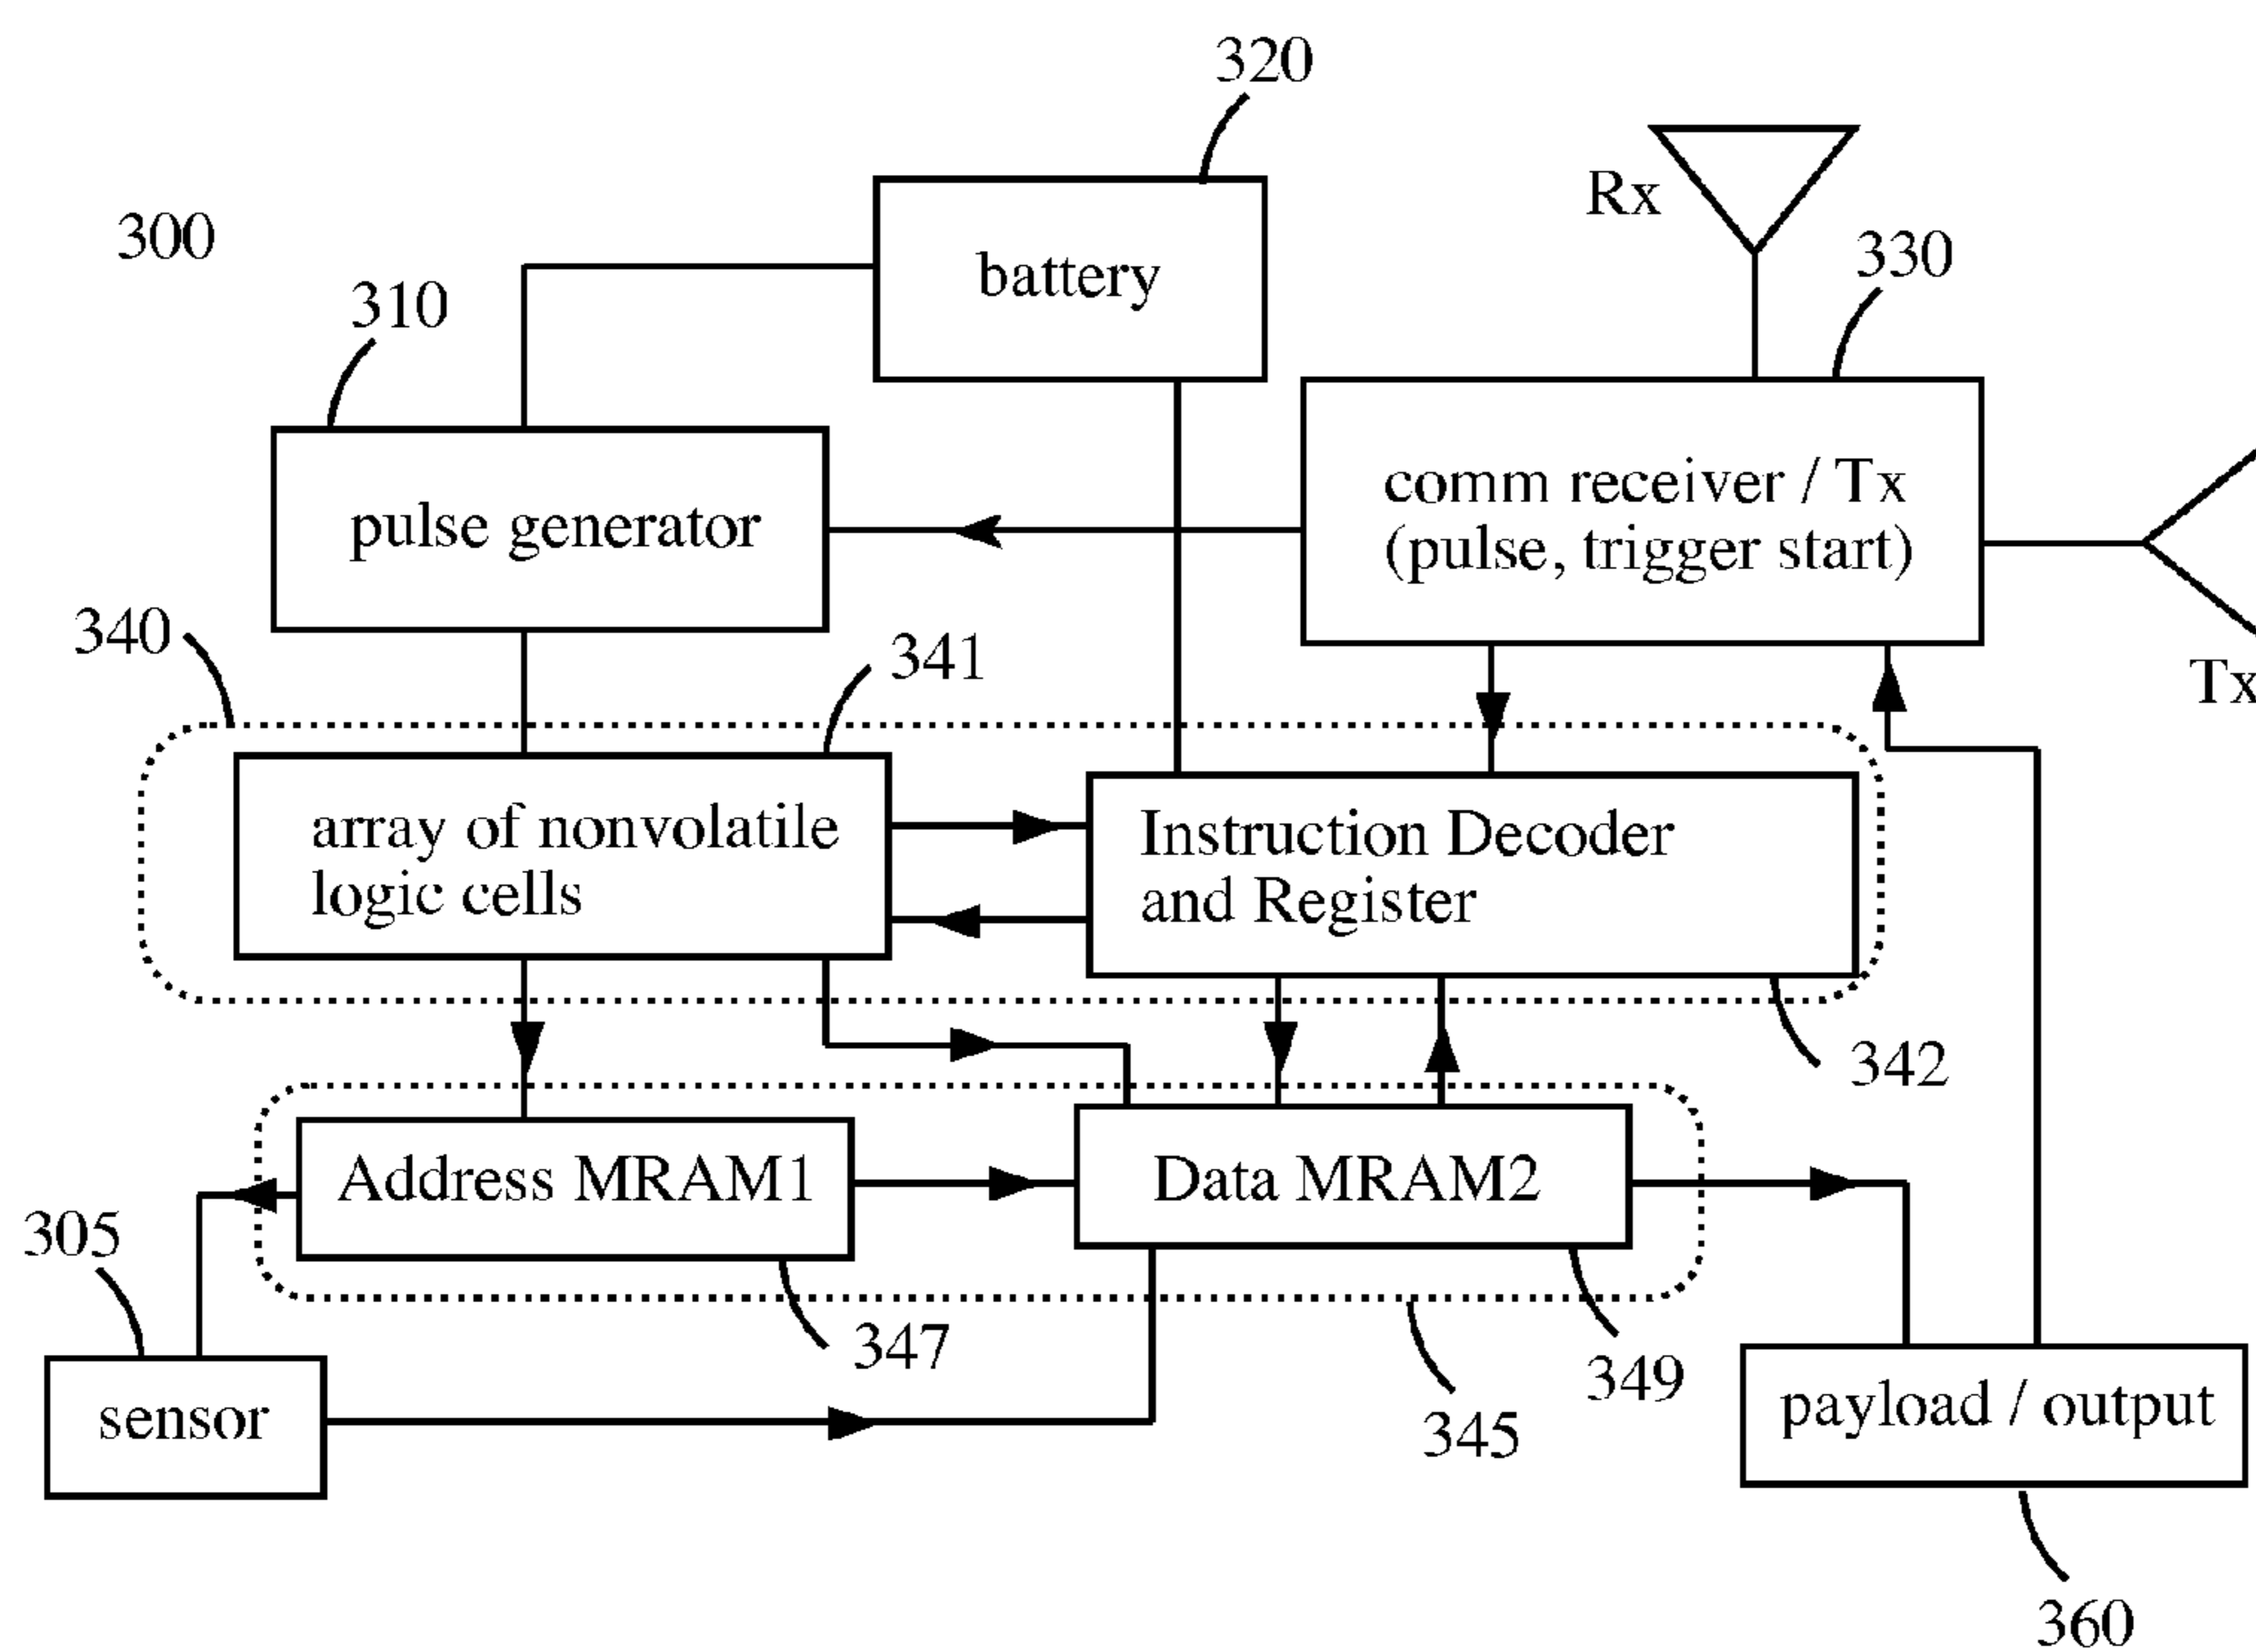 320
Rx
300
330
310
battery
comm receiver / Tx
(pulse, trigger start)
pulse generator
340
341
Tx
array of nonvolatile
logic cells
Instruction Decoder
and Register
342
Address MRAM1
Data MRAM2
305
347
349
345
sensor
payload / output
360